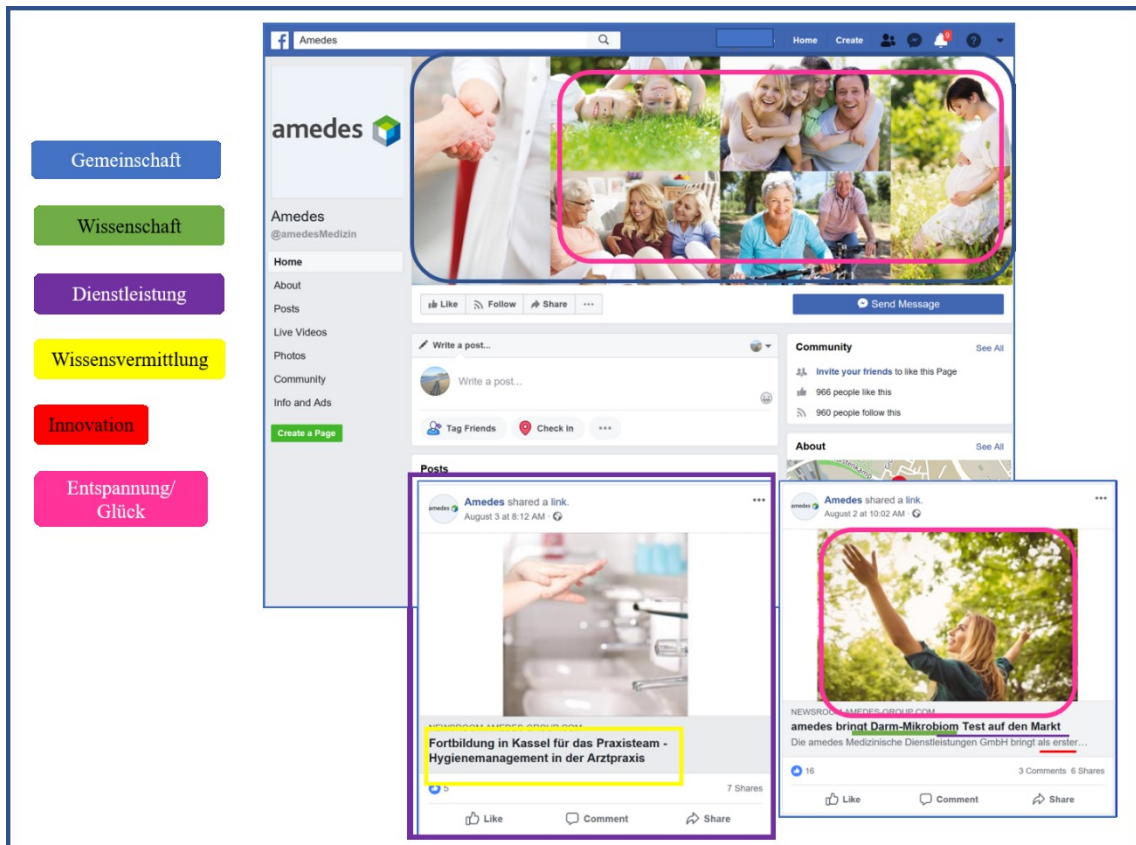 Gemeinschaft
Wissenschaft
Dienstleistung
Wissensvermittlung
Innovation
Entspannung/
Glück
Amedes
Home Create
9
amedes
Amedes
@amedesMedizin
Home
About
Posts
Live Videos
Photos
Community
Info and Ads
Create a Page
Like Follow Share ...
Send Message
Write a post...
Write a post...
Tag Friends Check in ...
Posts
Community See All
Invite your friends to like this Page
966 people like this
960 people follow this
About See All
amedes
Amedes shared a link.
August 3 at 8:12 AM ·
NEWSROOM.AMEDES-GROUP.COM
Fortbildung in Kassel für das Praxisteam -
Hygienemanagement in der Arztpraxis
5 7 Shares
Like Comment Share
amedes
Amedes shared a link.
August 2 at 10:02 AM ·
NEWSROOM.AMEDES-GROUP.COM
amedes bringt Darm-Mikrobiom Test auf den Markt
Die amedes Medizinische Dienstleistungen GmbH bringt als erster...
16 3 Comments 6 Shares
Like Comment Share